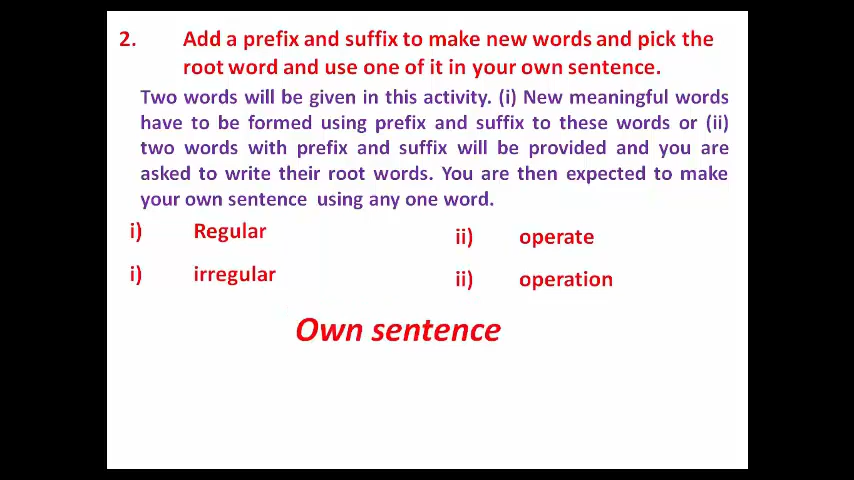 2. Add a prefix and suffix to make new words and pick the
root word and use one of it in your own sentence.
Two words will be given in this activity. (i) New meaningful words
have to be formed using prefix and suffix to these words or (ii)
two words with prefix and suffix will be provided and you are
asked to write their root words. You are then expected to make
your own sentence using any one word.
i) Regular ii) operate
i) irregular ii) operation
Own sentence